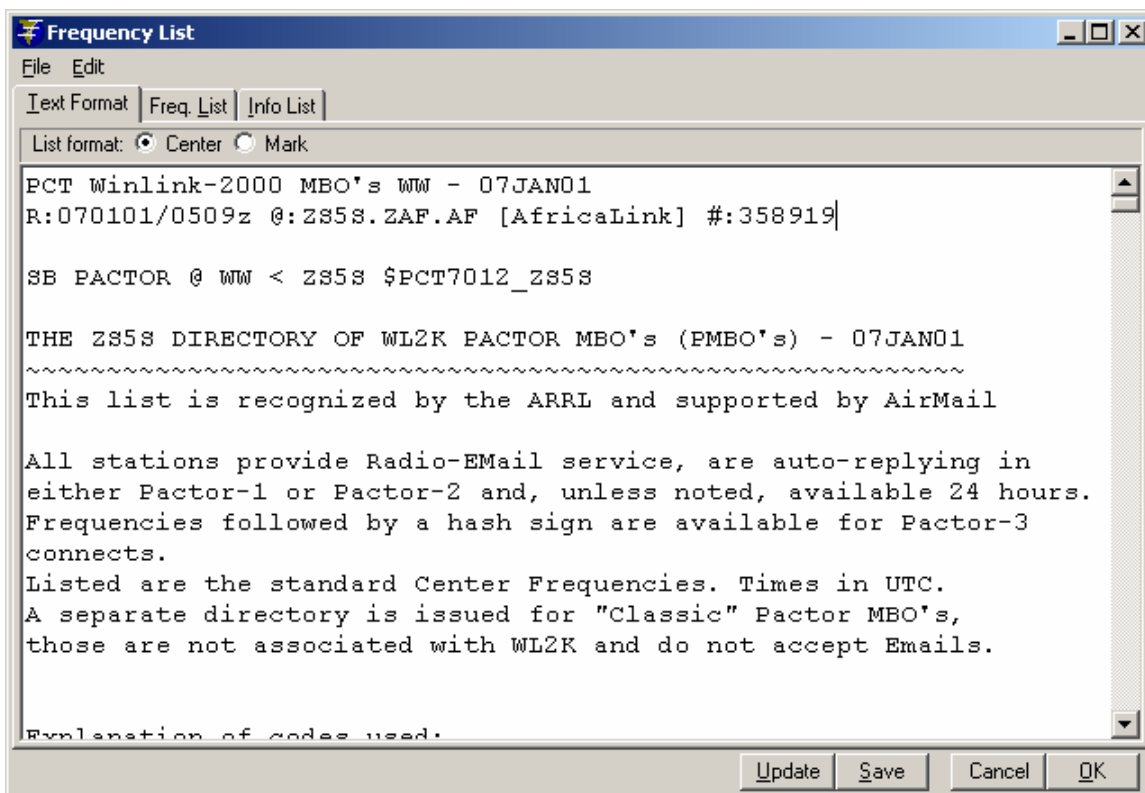 Frequency List
File Edit
Text Format Freq. List Info List
List format: Center Mark
PCT Winlink-2000 MBO's WW - 07JAN01
R:070101/0509z @:ZS5S.ZAF.AF [AfricaLink] #:358919
SB PACTOR @ WW < ZS5S $PCT7012_ZS5S
THE ZS5S DIRECTORY OF WL2K PACTOR MBO's (PMBO's) - 07JAN01
~~~~~~~~~~~~~~~~~~~~~~~~~~~~~~~~~~~~~~~~~~~~~~~~~~~~~~~~~~~
This list is recognized by the ARRL and supported by AirMail
All stations provide Radio-EMail service, are auto-replying in
either Pactor-1 or Pactor-2 and, unless noted, available 24 hours.
Frequencies followed by a hash sign are available for Pactor-3
connects.
Listed are the standard Center Frequencies. Times in UTC.
A separate directory is issued for "Classic" Pactor MBO's,
those are not associated with WL2K and do not accept Emails.
Explanation of codes used:
Update Save Cancel OK